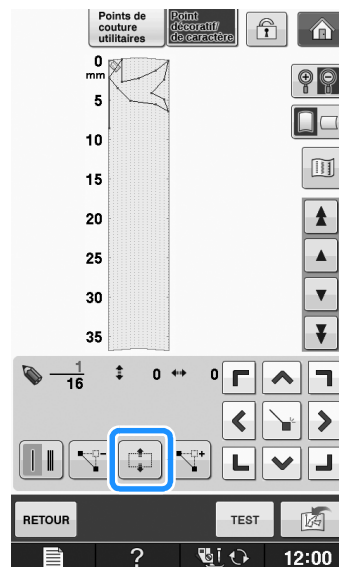 Points de
couture
utilitaires
Point
décoratif/
de caractère
0
mm
5
10
15
20
25
30
35
1
16
0
0
RETOUR
TEST
?
12:00